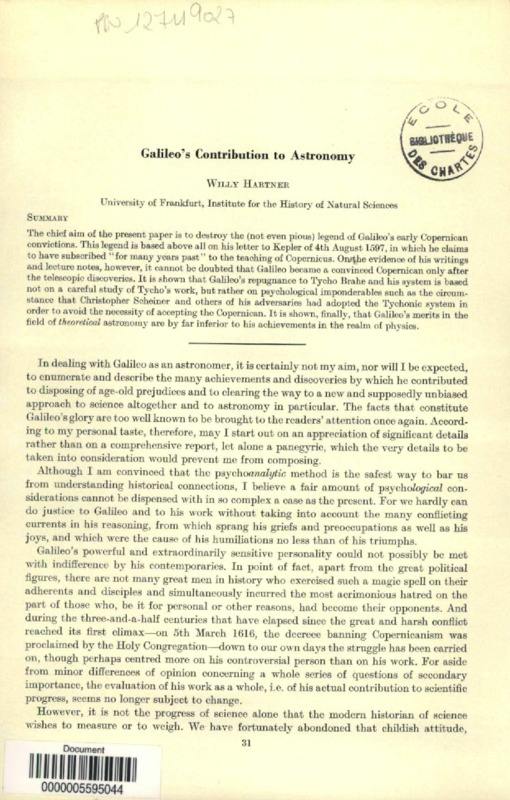 12749027
ECOLE
BIBLIOTHÈQUE
DES CHARTES
Galileo's Contribution to Astronomy
WILLY HARTNER
University of Frankfurt, Institute for the History of Natural Sciences
SUMMARY
The chief aim of the present paper is to destroy the (not even pious) legend of Galileo's early Copernican
convictions. This legend is based above all on his letter to Kepler of 4th August 1597, in which he claims
to have subscribed "for many years past" to the teaching of Copernicus. On the evidence of his writings
and lecture notes, however, it cannot be doubted that Galileo became a convinced Copernican only after
the telescopic discoveries. It is shown that Galileo's repugnance to Tycho Brahe and his system is based
not on a careful study of Tycho's work, but rather on psychological imponderables such as the circum-
stance that Christopher Scheiner and others of his adversaries had adopted the Tychonic system in
order to avoid the necessity of accepting the Copernican. It is shown, finally, that Galileo's merits in the
field of theoretical astronomy are by far inferior to his achievements in the realm of physics.
In dealing with Galileo as an astronomer, it is certainly not my aim, nor will I be expected,
to enumerate and describe the many achievements and discoveries by which he contributed
to disposing of age-old prejudices and to clearing the way to a new and supposedly unbiased
approach to science altogether and to astronomy in particular. The facts that constitute
Galileo's glory are too well known to be brought to the readers' attention once again. Accord-
ing to my personal taste, therefore, may I start out on an appreciation of significant details
rather than on a comprehensive report, let alone a panegyric, which the very details to be
taken into consideration would prevent me from composing.
Although I am convinced that the psychoanalytic method is the safest way to bar us
from understanding historical connections, I believe a fair amount of psychological con-
siderations cannot be dispensed with in so complex a case as the present. For we hardly can
do justice to Galileo and to his work without taking into account the many conflicting
currents in his reasoning, from which sprang his griefs and preoccupations as well as his
joys, and which were the cause of his humiliations no less than of his triumphs.
Galileo's powerful and extraordinarily sensitive personality could not possibly be met
with indifference by his contemporaries. In point of fact, apart from the great political
figures, there are not many great men in history who exercised such a magic spell on their
adherents and disciples and simultaneously incurred the most acrimonious hatred on the
part of those who, be it for personal or other reasons, had become their opponents. And
during the three-and-a-half centuries that have elapsed since the great and harsh conflict
reached its first climax—on 5th March 1616, the decreee banning Copernicanism was
proclaimed by the Holy Congregation—down to our own days the struggle has been carried
on, though perhaps centred more on his controversial person than on his work. For aside
from minor differences of opinion concerning a whole series of questions of secondary
importance, the evaluation of his work as a whole, i.e. of his actual contribution to scientific
progress, seems no longer subject to change.
However, it is not the progress of science alone that the modern historian of science
wishes to measure or to weigh. We have fortunately abondoned that childish attitude,
31
Document
0000005595044